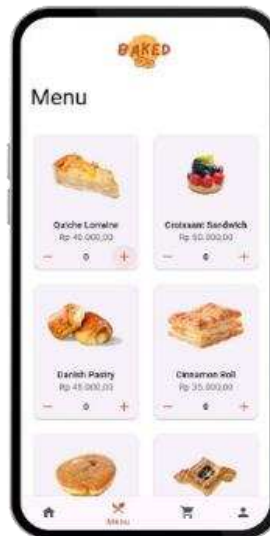 BAKED
Menu
Quiche Lorraine
Rp 40.000,00
0
Croissant Sandwich
Rp 50.000,00
0
Danish Pastry
Rp 45.000,00
0
Cinnamon Roll
Rp 35.000,00
0
Menu